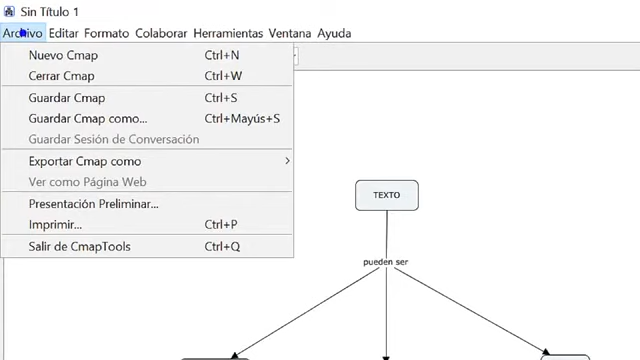 Sin Título 1
Archivo Editar Formato Colaborar Herramientas Ventana Ayuda
Nuevo Cmap Ctrl+N
Cerrar Cmap Ctrl+W
Guardar Cmap Ctrl+S
Guardar Cmap como... Ctrl+Mayús+S
Guardar Sesión de Conversación
Exportar Cmap como
Ver como Página Web
Presentación Preliminar...
Imprimir... Ctrl+P
Salir de CmapTools Ctrl+Q
TEXTO
pueden ser